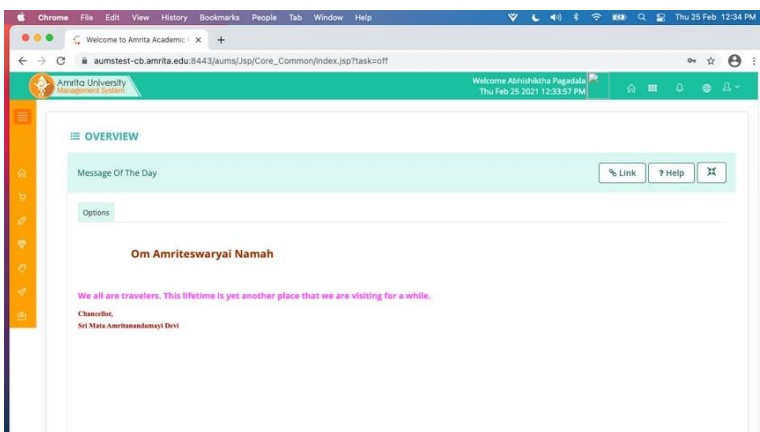 Chrome File Edit View History Bookmarks People Tab Window Help
Thu 25 Feb 12:34 PM
Welcome to Amrita Academic
aumstest-cb.amrita.edu:8443/aums/Jsp/Core_Common/index.jsp?task=off
Amrita University
Management System
Welcome Abhishiktha Pagadala
Thu Feb 25 2021 12:33:57 PM
OVERVIEW
Message Of The Day
Link
? Help
Options
Om Amriteswaryai Namah
We all are travelers. This lifetime is yet another place that we are visiting for a while.
Chancellor,
Sri Mata Amritanandamayi Devi